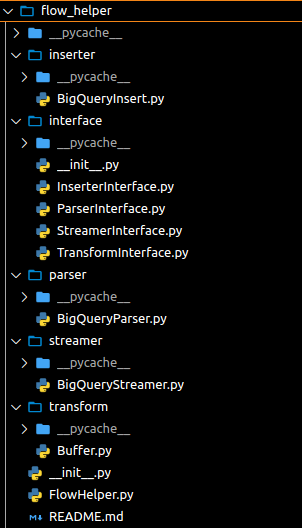 flow_helper
__pycache__
inserter
__pycache__
BigQueryInsert.py
interface
__pycache__
__init__.py
InserterInterface.py
ParserInterface.py
StreamerInterface.py
TransformInterface.py
parser
__pycache__
BigQueryParser.py
streamer
__pycache__
BigQueryStreamer.py
transform
__pycache__
Buffer.py
__init__.py
FlowHelper.py
README.md